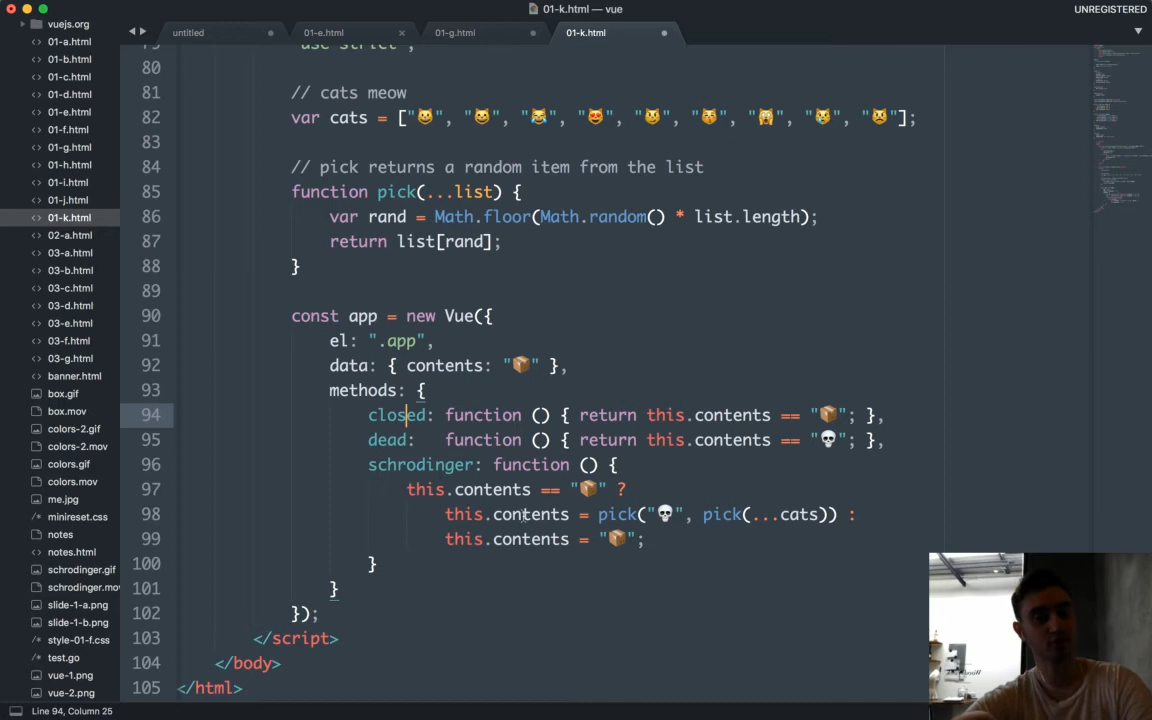 01-k.html — vue
UNREGISTERED
untitled
01-e.html
01-g.html
01-k.html
vuejs.org
01-a.html
01-b.html
01-c.html
01-d.html
01-e.html
01-f.html
01-g.html
01-h.html
01-i.html
01-j.html
01-k.html
02-a.html
03-a.html
03-b.html
03-c.html
03-d.html
03-e.html
03-f.html
03-g.html
banner.html
box.gif
box.mov
colors-2.gif
colors-2.mov
colors.gif
colors.mov
me.jpg
minireset.css
notes
notes.html
schrodinger.gif
schrodinger.mov
slide-1-a.png
slide-1-b.png
style-01-f.css
test.go
vue-1.png
vue-2.png
79 "use strict";
80
81 // cats meow
82 var cats = ["😺", "😸", "😹", "😻", "😼", "😽", "🙀", "😿", "😾"];
83
84 // pick returns a random item from the list
85 function pick(...list) {
86 var rand = Math.floor(Math.random() * list.length);
87 return list[rand];
88 }
89
90 const app = new Vue({
91 el: ".app",
92 data: { contents: "📦" },
93 methods: {
94 closed: function () { return this.contents == "📦"; },
95 dead: function () { return this.contents == "💀"; },
96 schrodinger: function () {
97 this.contents == "📦" ?
98 this.contents = pick("💀", pick(...cats)) :
99 this.contents = "📦";
100 }
101 }
102 });
103 </script>
104 </body>
105 </html>
Line 94, Column 25